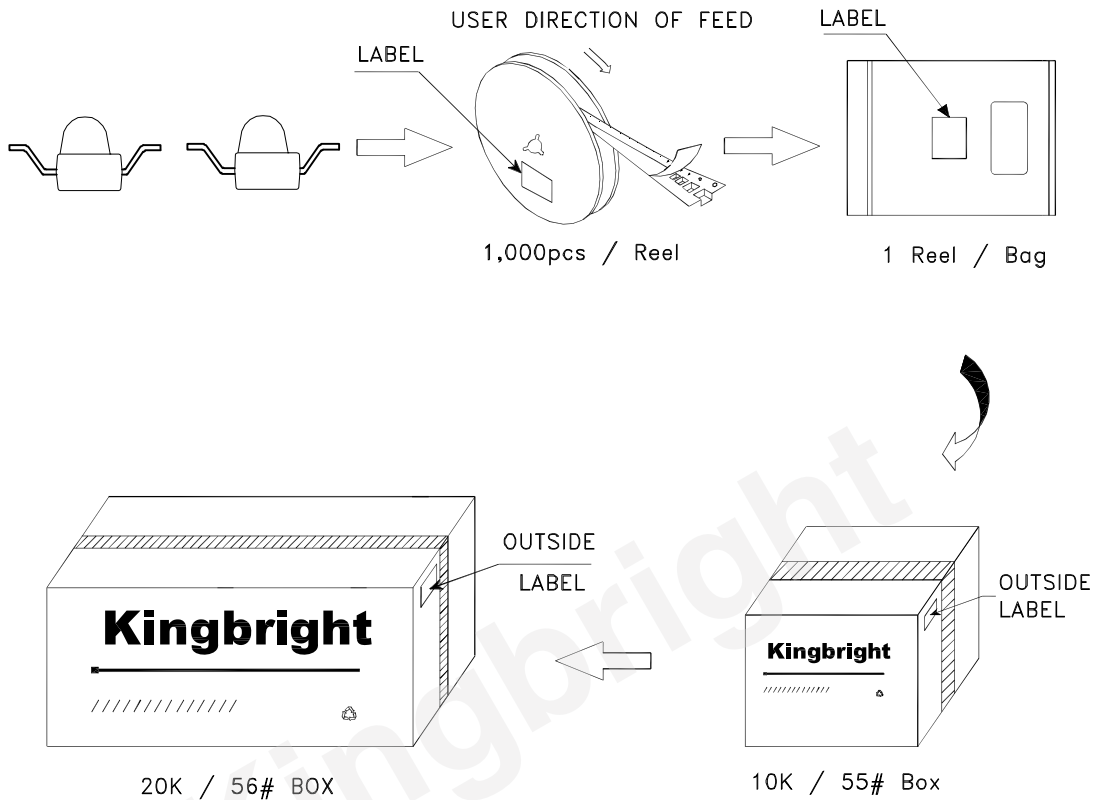 USER DIRECTION OF FEED
LABEL
LABEL
1,000pcs / Reel
1 Reel / Bag
OUTSIDE
LABEL
OUTSIDE
LABEL
Kingbright
Kingbright
20K / 56# BOX
10K / 55# Box
Kingbright